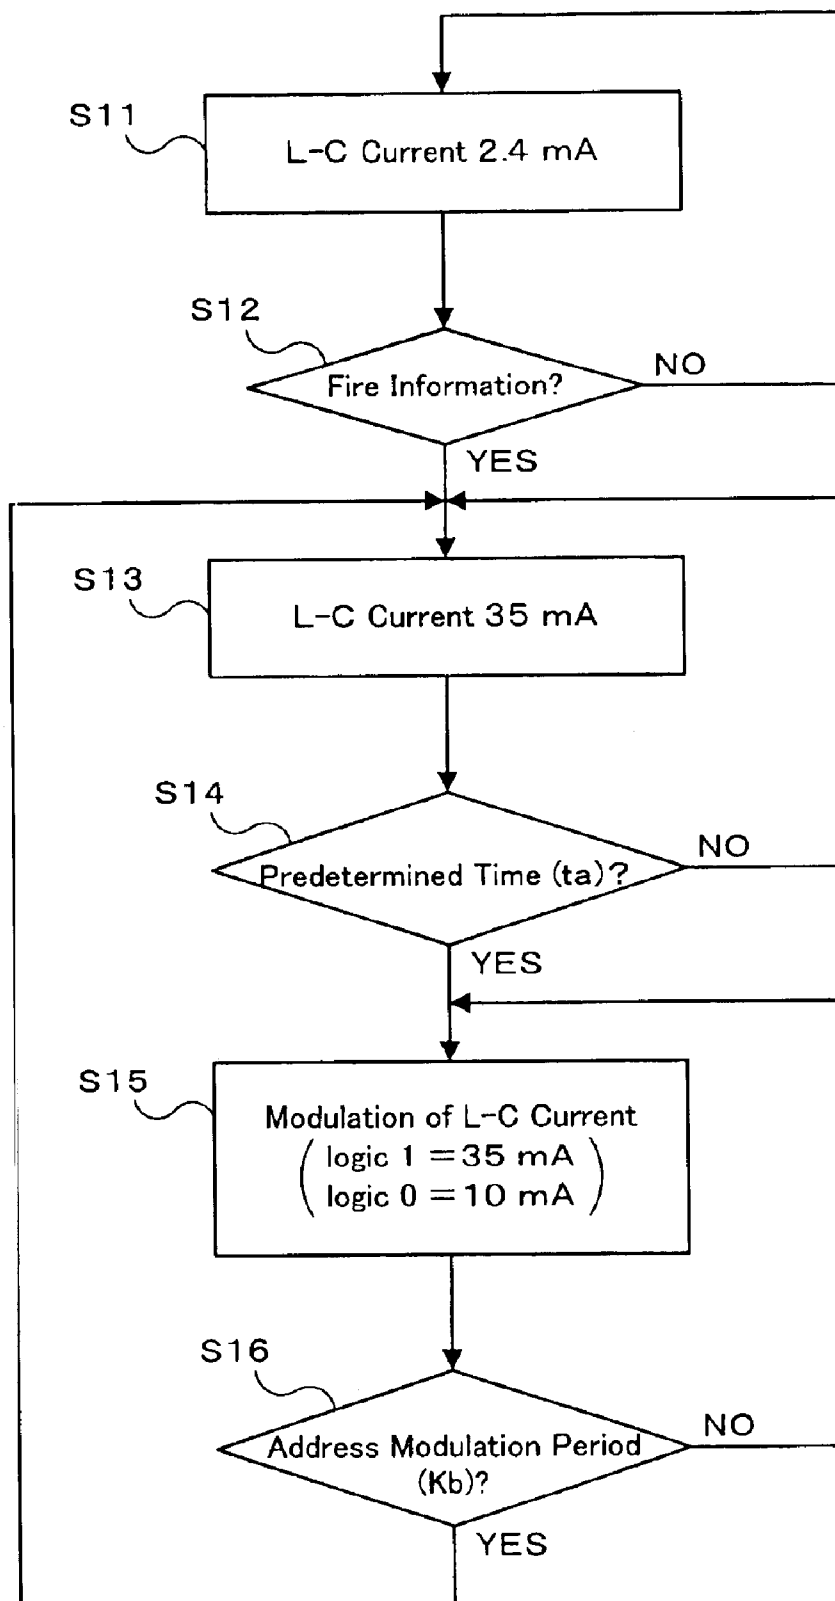 S11
L-C Current 2.4 mA
S12
Fire Information?
NO
YES
S13
L-C Current 35 mA
S14
Predetermined Time (ta)?
NO
YES
S15
Modulation of L-C Current
( logic 1 = 35 mA
logic 0 = 10 mA )
S16
Address Modulation Period
(Kb)?
NO
YES